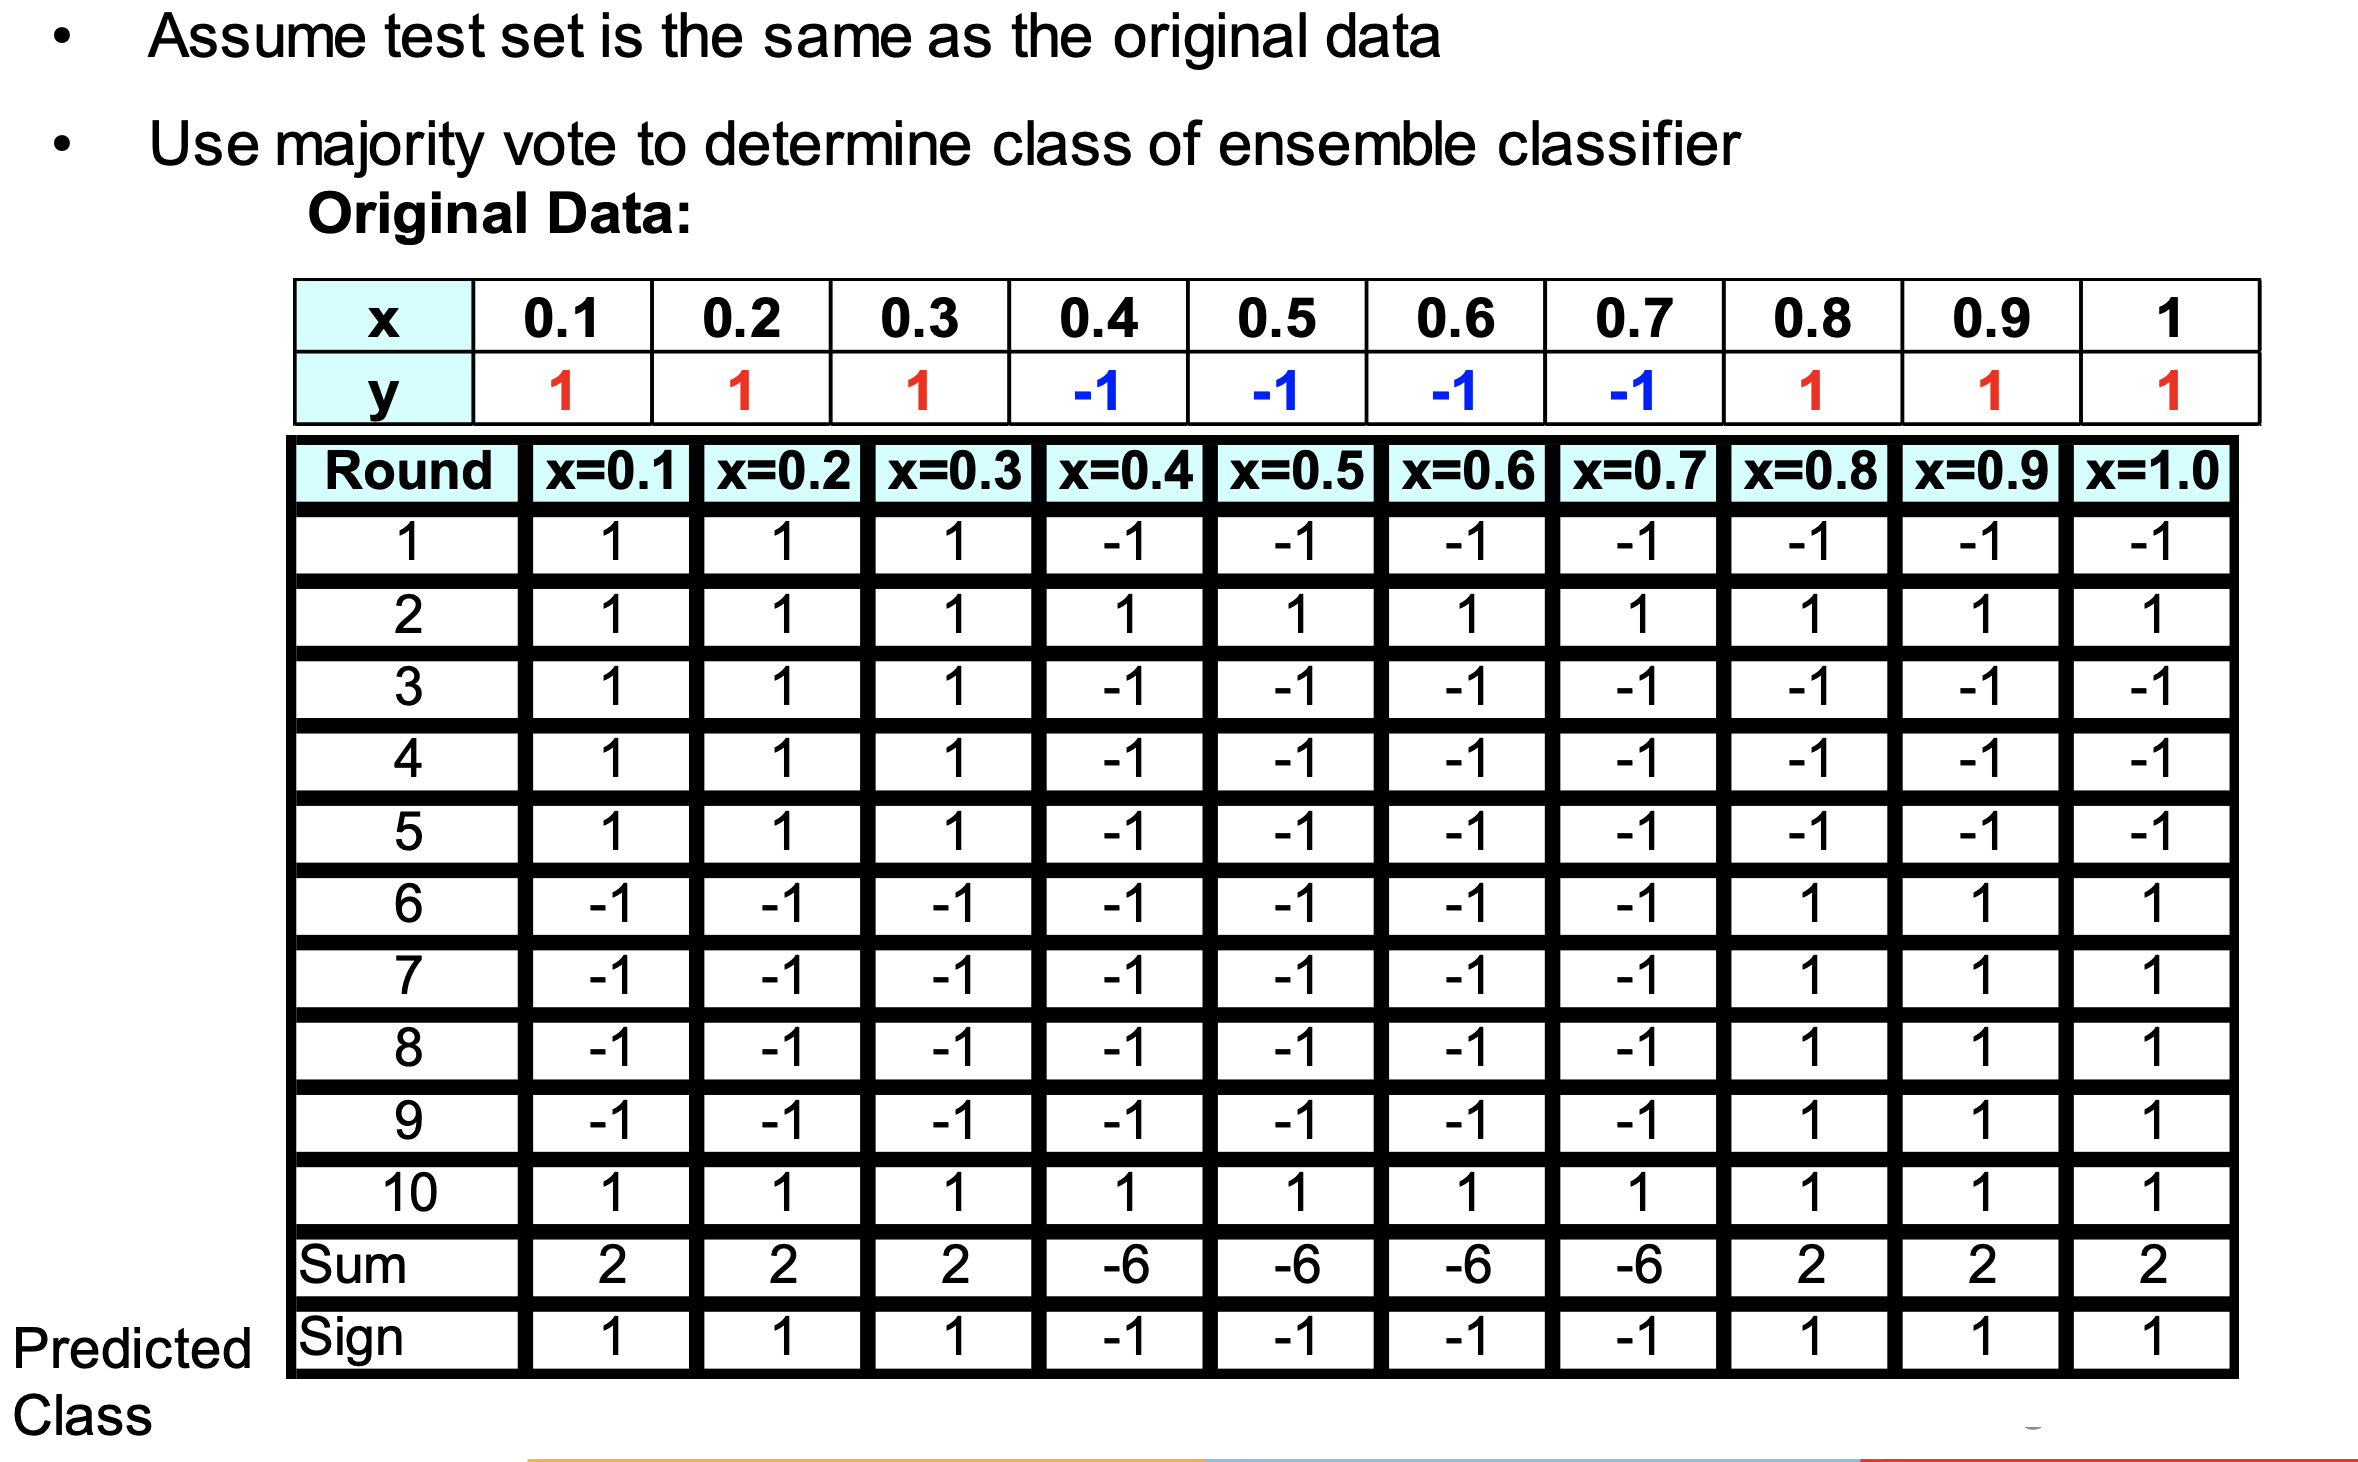 • Assume test set is the same as the original data
• Use majority vote to determine class of ensemble classifier
Original Data:
x 0.1 0.2 0.3 0.4 0.5 0.6 0.7 0.8 0.9 1
y 1 1 1 -1 -1 -1 -1 1 1 1
Round x=0.1 x=0.2 x=0.3 x=0.4 x=0.5 x=0.6 x=0.7 x=0.8 x=0.9 x=1.0
1 1 1 1 -1 -1 -1 -1 -1 -1 -1
2 1 1 1 1 1 1 1 1 1 1
3 1 1 1 -1 -1 -1 -1 -1 -1 -1
4 1 1 1 -1 -1 -1 -1 -1 -1 -1
5 1 1 1 -1 -1 -1 -1 -1 -1 -1
6 -1 -1 -1 -1 -1 -1 -1 1 1 1
7 -1 -1 -1 -1 -1 -1 -1 1 1 1
8 -1 -1 -1 -1 -1 -1 -1 1 1 1
9 -1 -1 -1 -1 -1 -1 -1 1 1 1
10 1 1 1 1 1 1 1 1 1 1
Sum 2 2 2 -6 -6 -6 -6 2 2 2
Sign 1 1 1 -1 -1 -1 -1 1 1 1
Predicted
Class